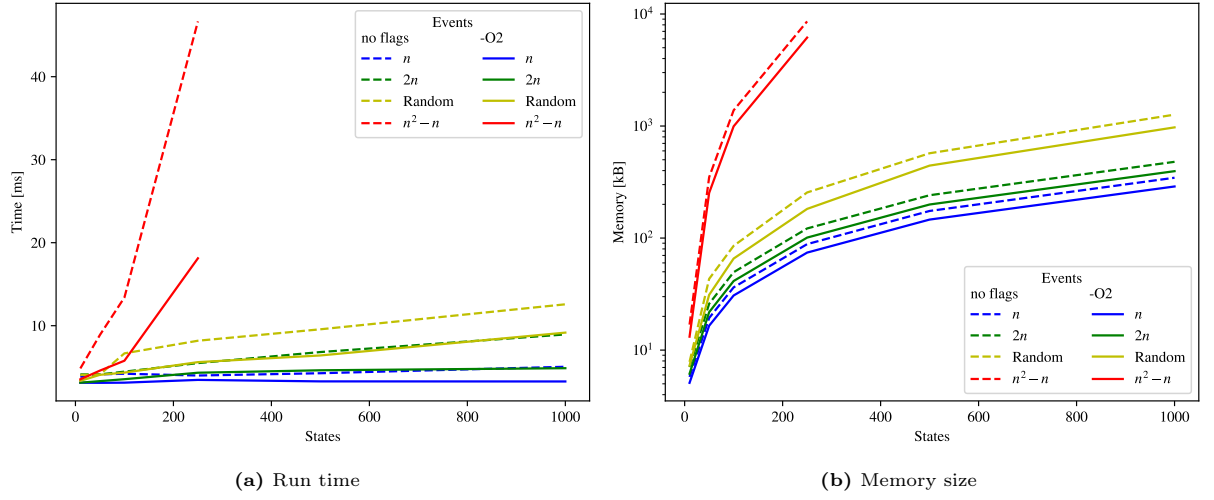 Events
no flags -O2
n n
2n 2n
Random Random
n² − n n² − n
Time [ms]
40
30
20
10
0 200 400 600 800 1000
States
(a) Run time
10⁴
10³
10²
10¹
Memory [kB]
Events
no flags -O2
n n
2n 2n
Random Random
n² − n n² − n
0 200 400 600 800 1000
States
(b) Memory size